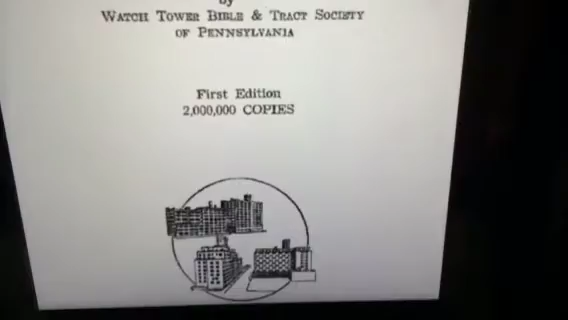 by
WATCH TOWER BIBLE & TRACT SOCIETY
OF PENNSYLVANIA
First Edition
2,000,000 COPIES